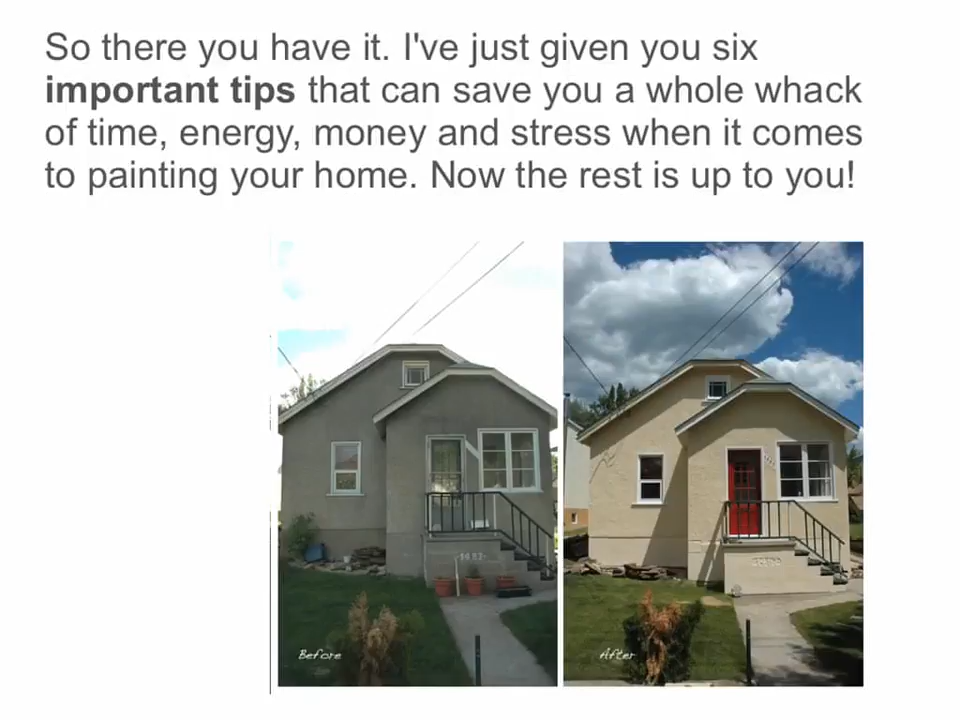 So there you have it. I've just given you six
important tips that can save you a whole whack
of time, energy, money and stress when it comes
to painting your home. Now the rest is up to you!
Before
After